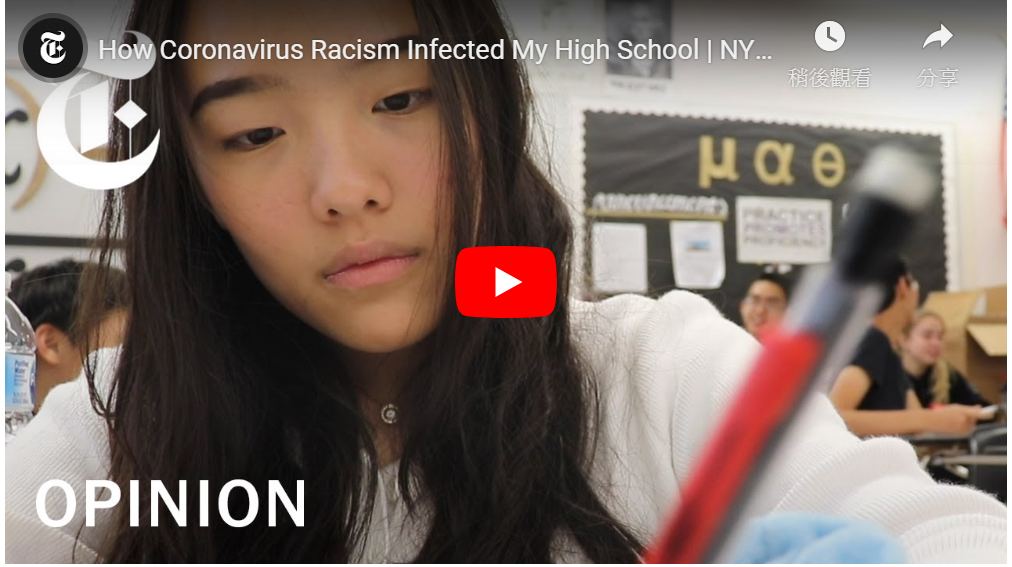 How Coronavirus Racism Infected My High School | NY...
稍後觀看
分享
μ α θ
PRACTICE
PROMOTES
PROFICIENCY
OPINION